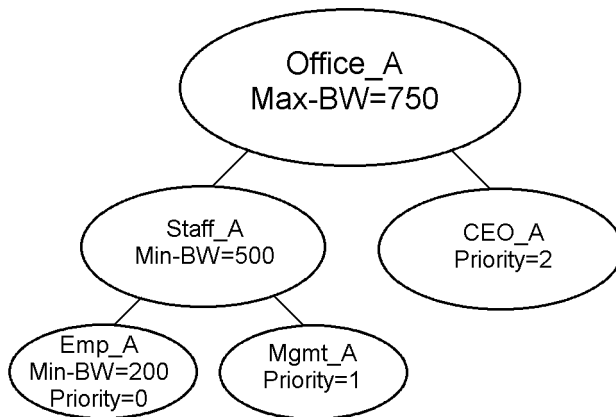 Office_A
Max-BW=750
Staff_A
Min-BW=500
CEO_A
Priority=2
Emp_A
Min-BW=200
Priority=0
Mgmt_A
Priority=1